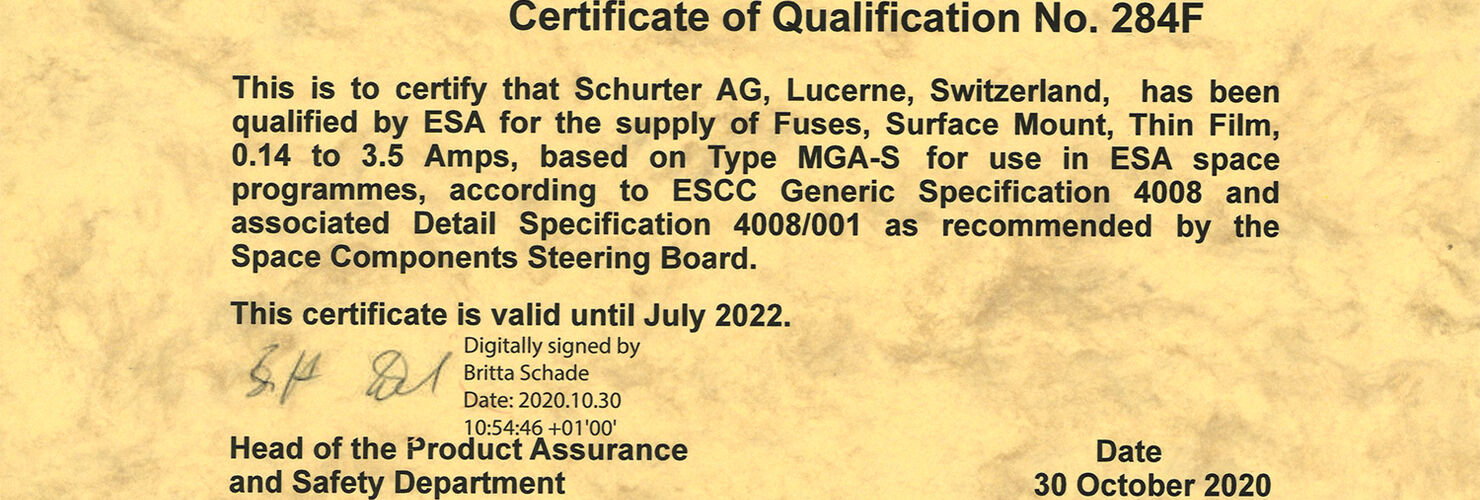 Certificate of Qualification No. 284F
This is to certify that Schurter AG, Lucerne, Switzerland, has been
qualified by ESA for the supply of Fuses, Surface Mount, Thin Film,
0.14 to 3.5 Amps, based on Type MGA-S for use in ESA space
programmes, according to ESCC Generic Specification 4008 and
associated Detail Specification 4008/001 as recommended by the
Space Components Steering Board.
This certificate is valid until July 2022.
Digitally signed by
Britta Schade
Date: 2020.10.30
10:54:46 +01'00'
Head of the Product Assurance
and Safety Department
Date
30 October 2020